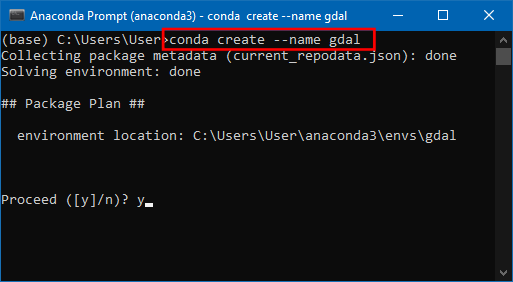 Anaconda Prompt (anaconda3) - conda  create --name gdal
(base) C:\Users\User>conda create --name gdal
Collecting package metadata (current_repodata.json): done
Solving environment: done
## Package Plan ##
environment location: C:\Users\User\anaconda3\envs\gdal
Proceed ([y]/n)? y